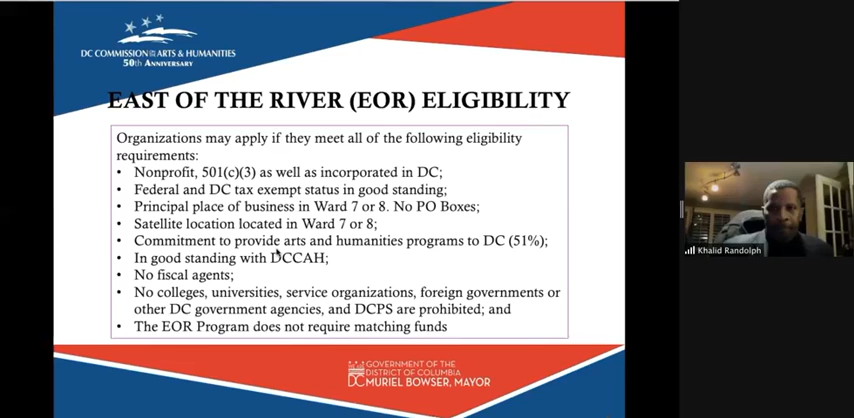 DC COMMISSION ON THE ARTS & HUMANITIES
50th ANNIVERSARY
EAST OF THE RIVER (EOR) ELIGIBILITY
Organizations may apply if they meet all of the following eligibility
requirements:
• Nonprofit, 501(c)(3) as well as incorporated in DC;
• Federal and DC tax exempt status in good standing;
• Principal place of business in Ward 7 or 8. No PO Boxes;
• Satellite location located in Ward 7 or 8;
• Commitment to provide arts and humanities programs to DC (51%);
• In good standing with DCCAH;
• No fiscal agents;
• No colleges, universities, service organizations, foreign governments or
other DC government agencies, and DCPS are prohibited; and
• The EOR Program does not require matching funds
GOVERNMENT OF THE
DISTRICT OF COLUMBIA
DC MURIEL BOWSER, MAYOR
Khalid Randolph